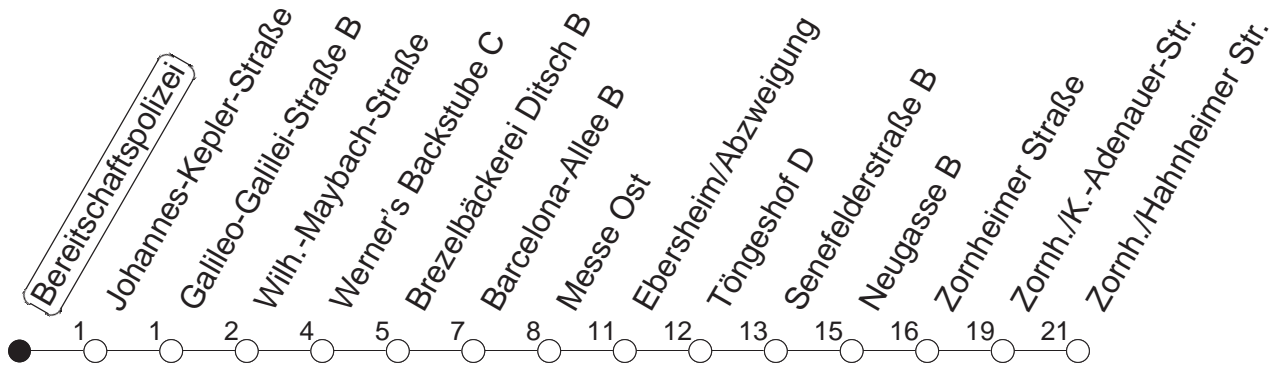 Bereitschaftspolizei
Johannes-Kepler-Straße
Galileo-Galilei-Straße B
Wilh.-Maybach-Straße
Werner's Backstube C
Brezelbäckerei Ditsch B
Barcelona-Allee B
Messe Ost
Ebersheim/Abzweigung
Töngeshof D
Senefelderstraße B
Neugasse B
Zornheimer Straße
Zornh./K.-Adenauer-Str.
Zornh./Hahnheimer Str.
1 1 2 4 5 7 8 11 12 13 15 16 19 21